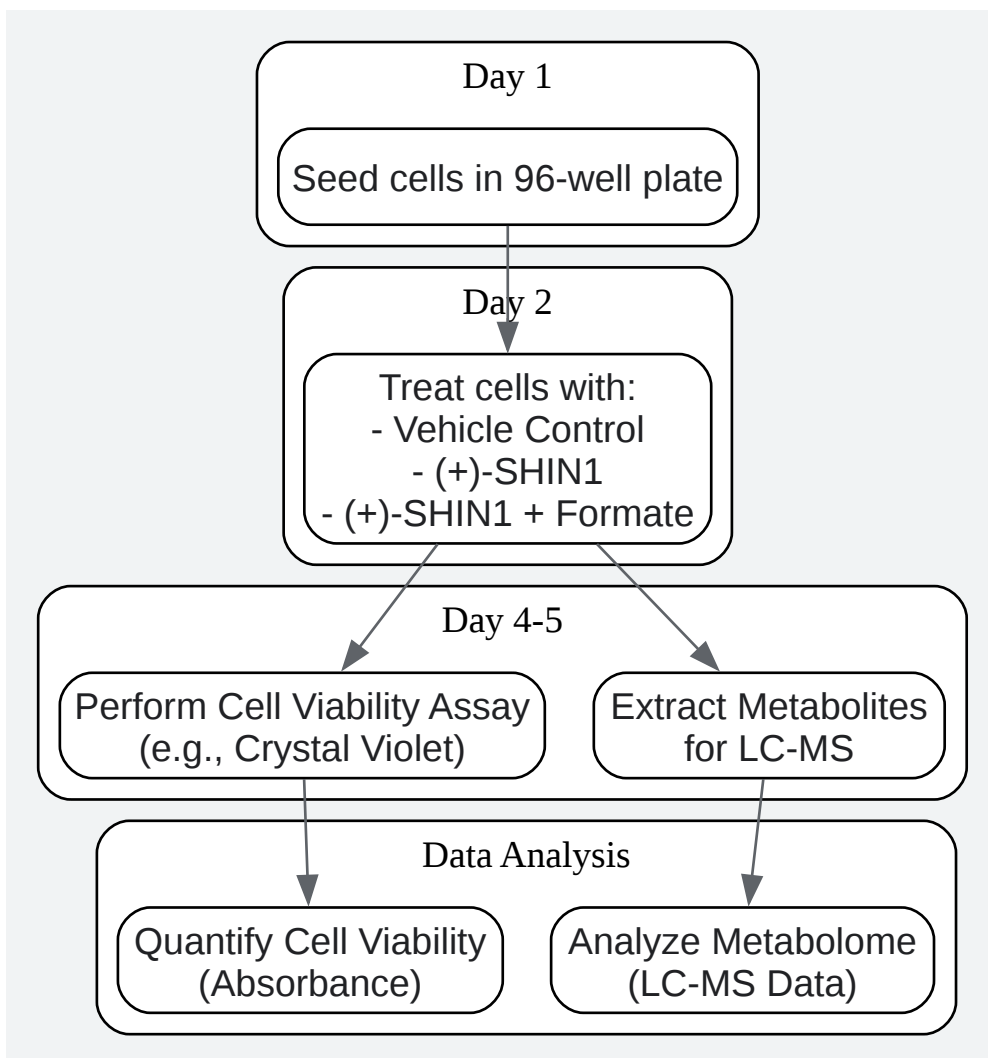 Day 1
Seed cells in 96-well plate
Day 2
Treat cells with:
- Vehicle Control
- (+)-SHIN1
- (+)-SHIN1 + Formate
Day 4-5
Perform Cell Viability Assay
(e.g., Crystal Violet)
Extract Metabolites
for LC-MS
Data Analysis
Quantify Cell Viability
(Absorbance)
Analyze Metabolome
(LC-MS Data)